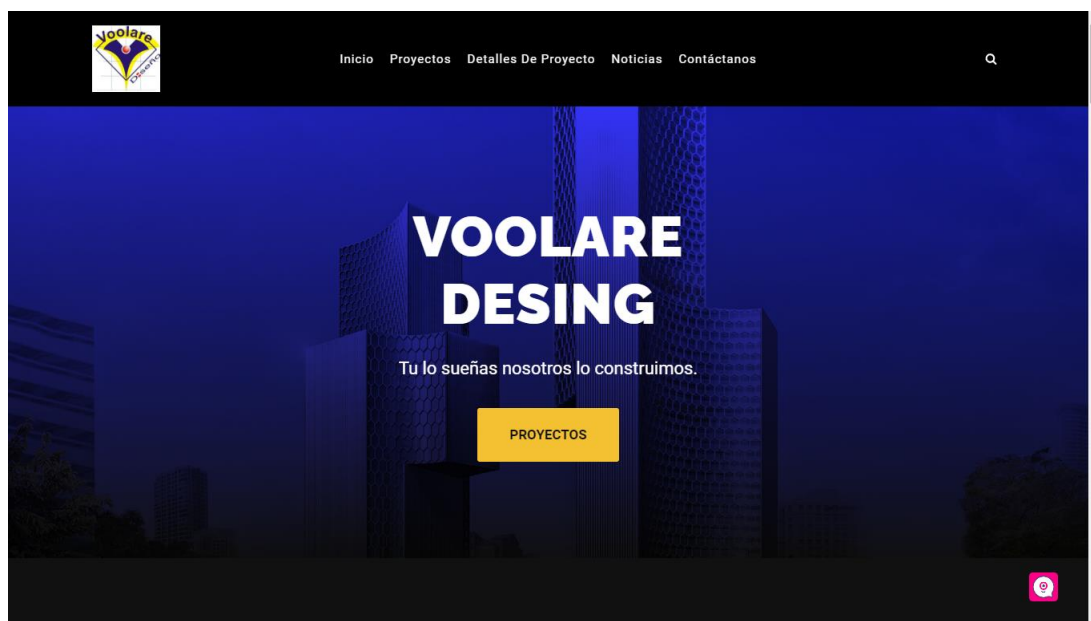 Voolare
Diseño
Inicio Proyectos Detalles De Proyecto Noticias Contáctanos
VOOLARE
DESING
Tu lo sueñas nosotros lo construimos.
PROYECTOS